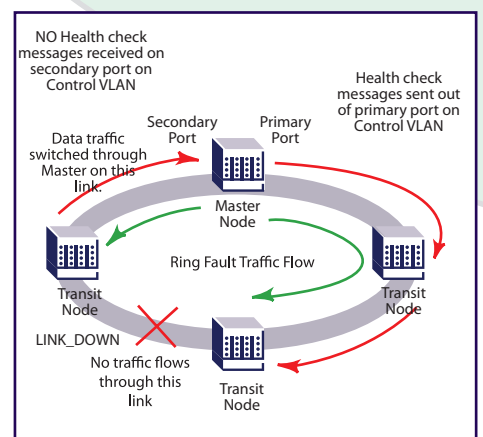 NO Health check
messages received on
secondary port on
Control VLAN
Health check
messages sent out
of primary port on
Control VLAN
Secondary
Port
Primary
Port
Data traffic
switched through
Master on this
link.
Master
Node
Ring Fault Traffic Flow
Transit
Node
Transit
Node
LINK_DOWN
No traffic flows
through this
link
Transit
Node